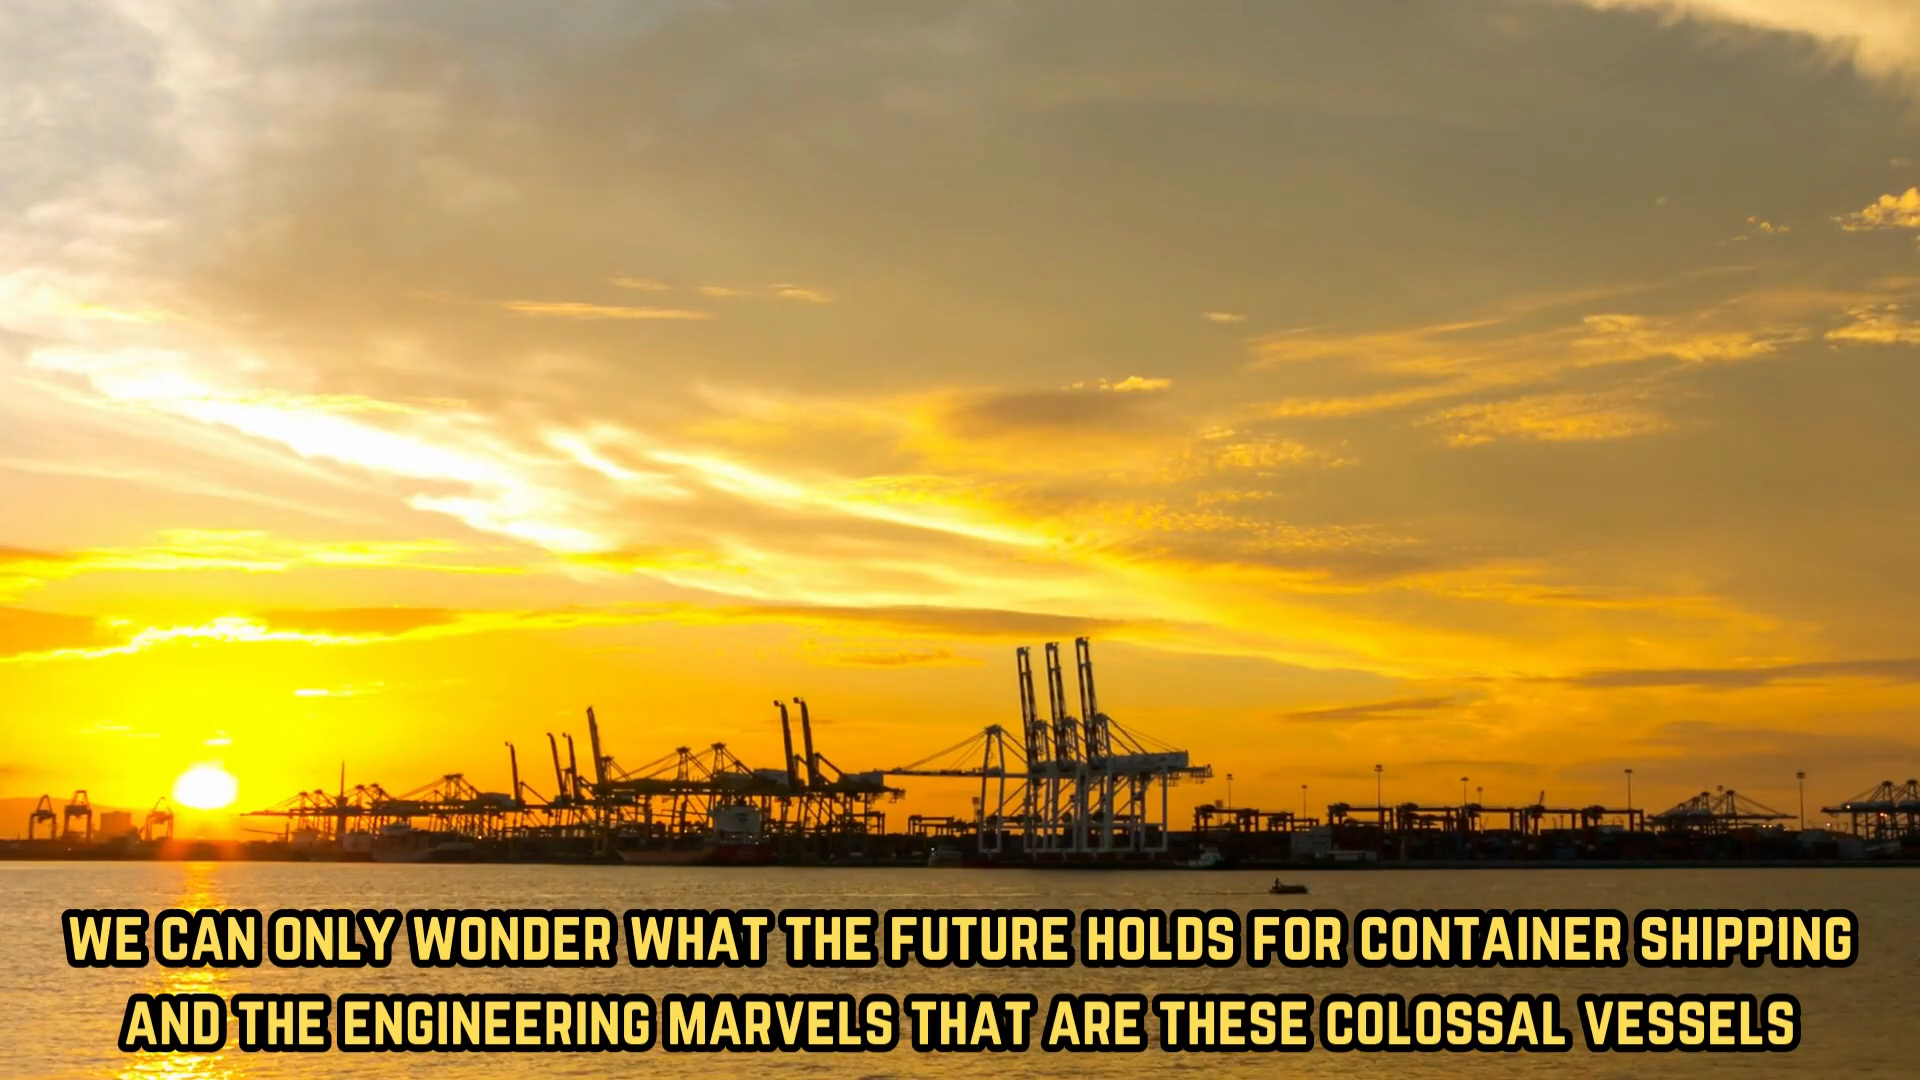 WE CAN ONLY WONDER WHAT THE FUTURE HOLDS FOR CONTAINER SHIPPING
AND THE ENGINEERING MARVELS THAT ARE THESE COLOSSAL VESSELS